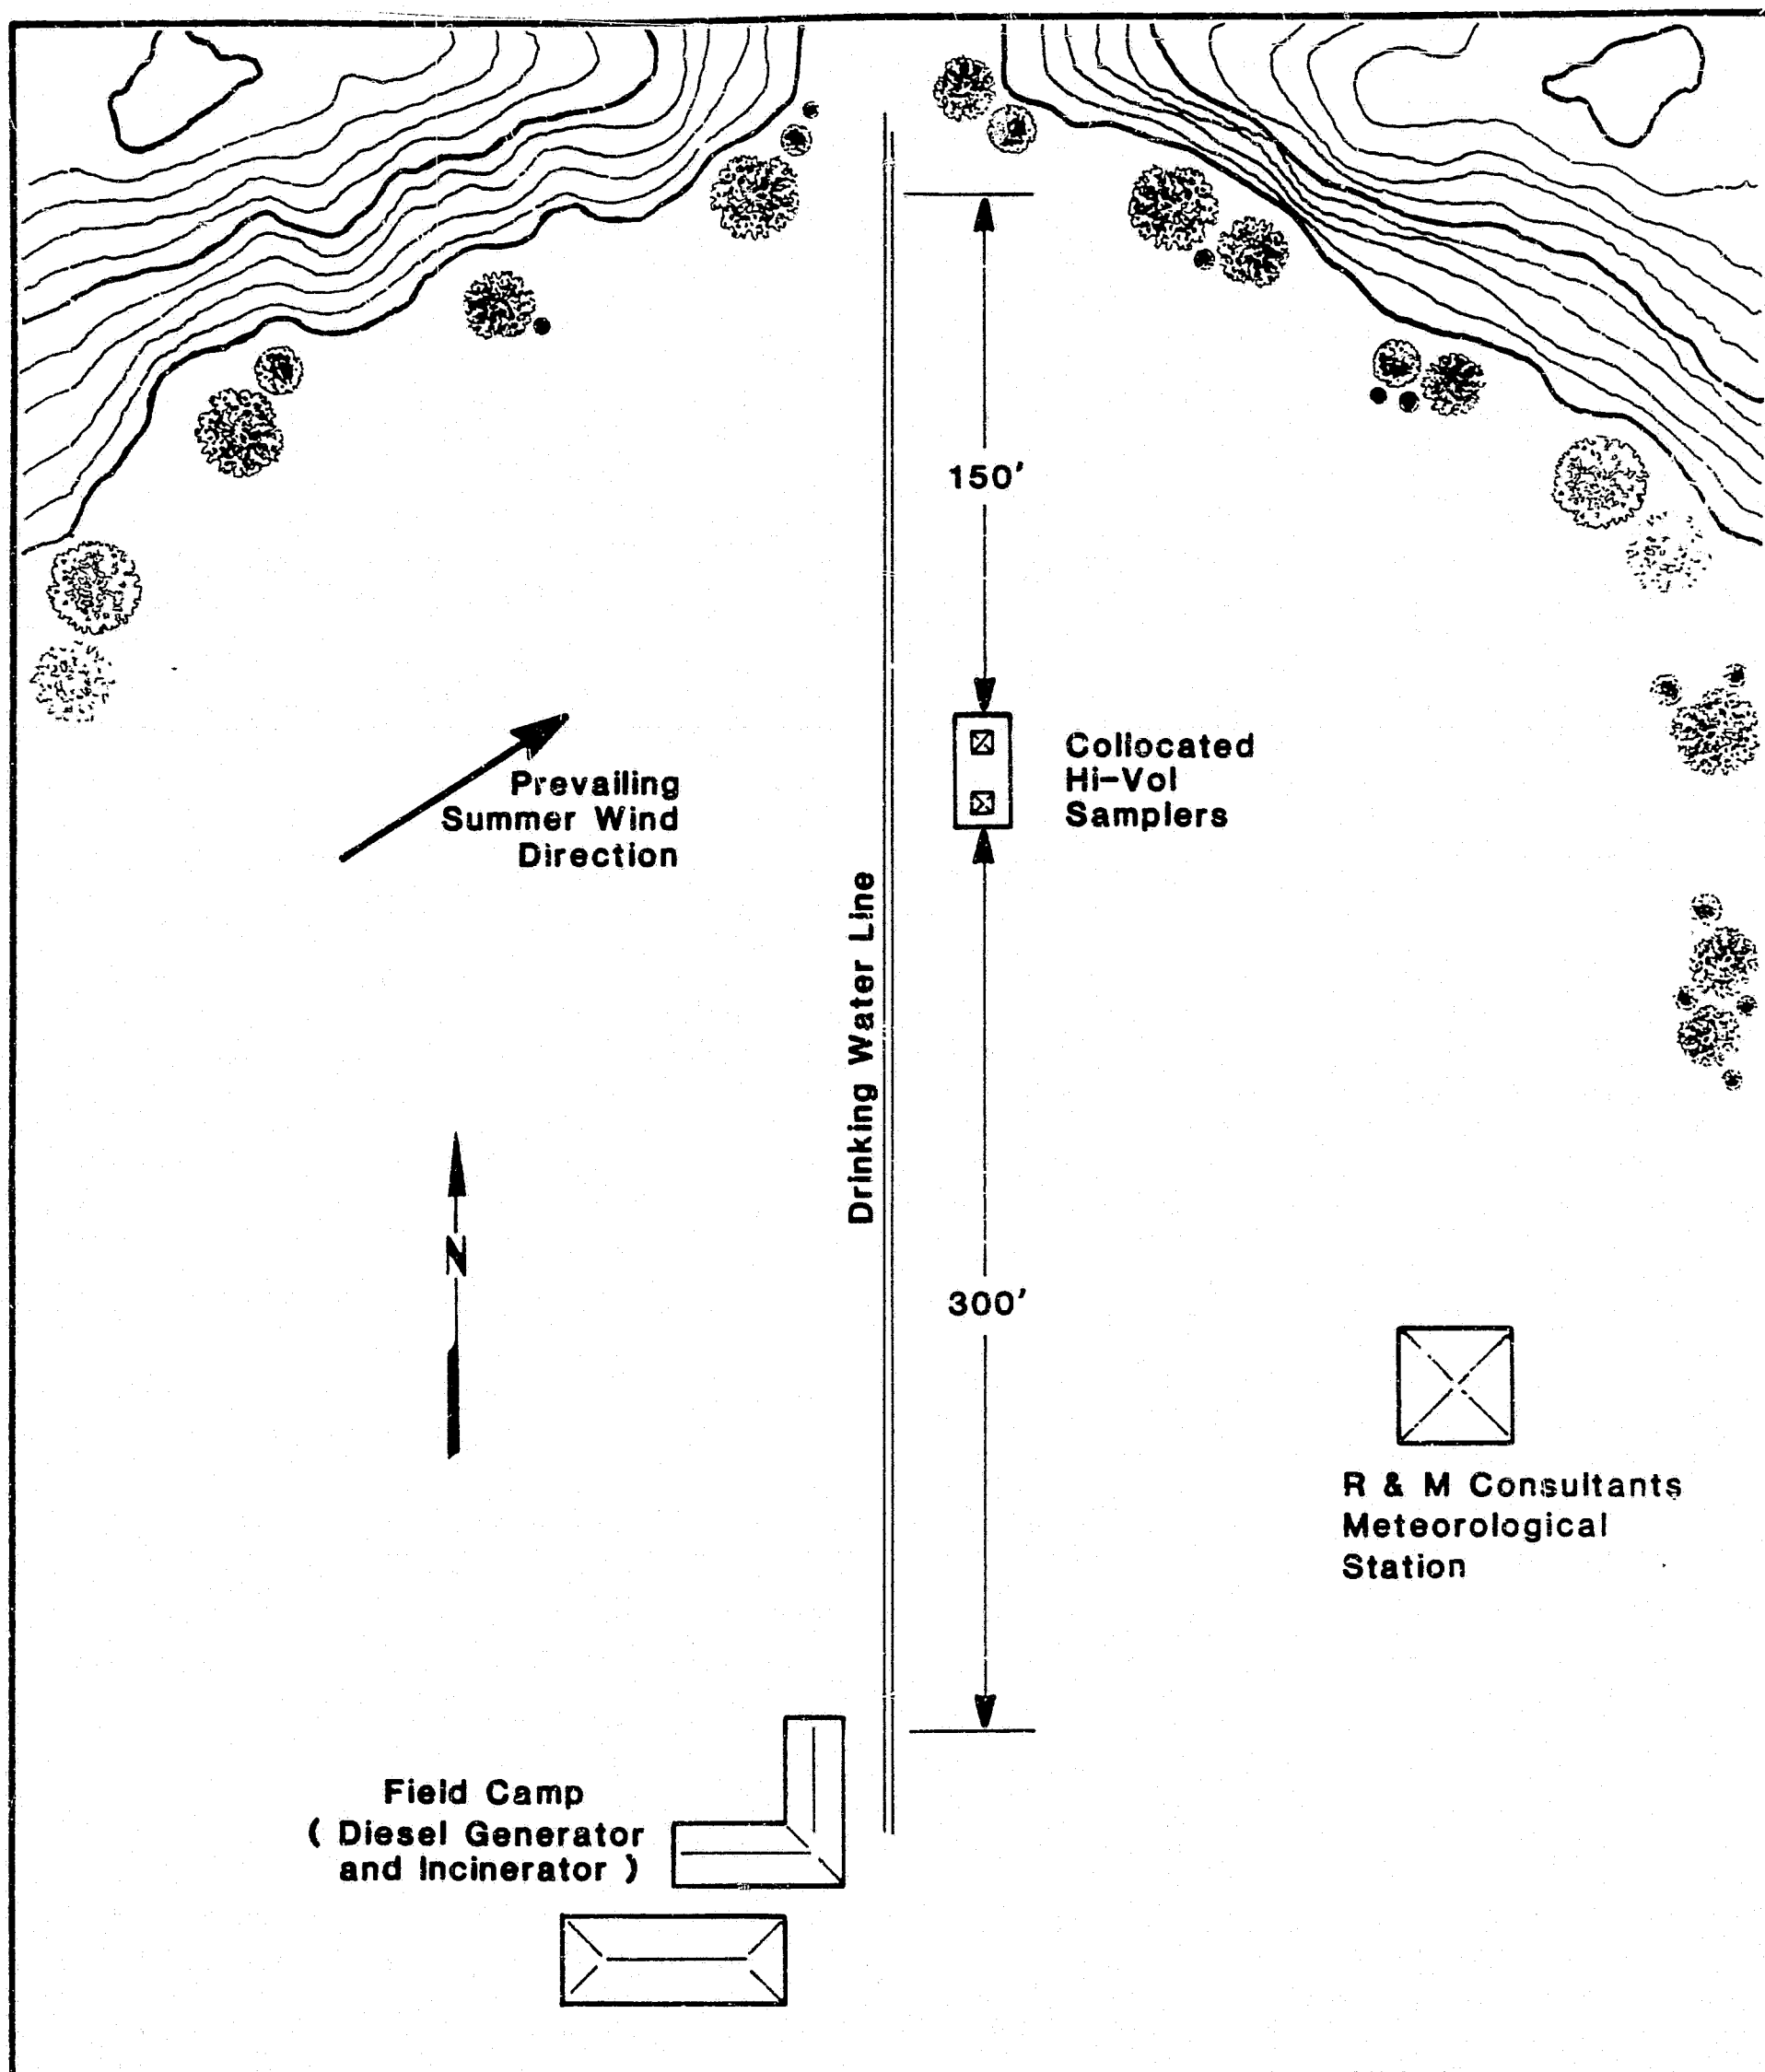 150'
Collocated
Hi-Vol
Samplers
Prevailing
Summer Wind
Direction
Drinking Water Line
N
300'
R & M Consultants
Meteorological
Station
Field Camp
( Diesel Generator
and Incinerator )